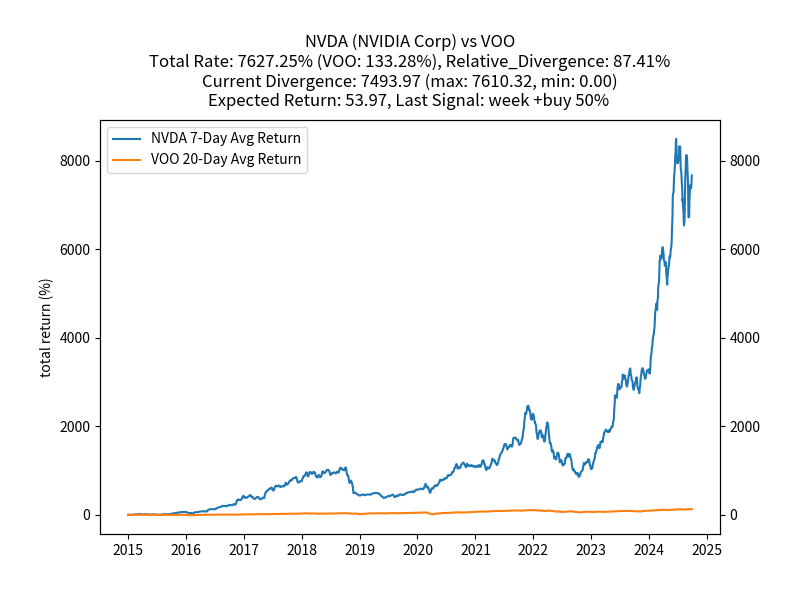 NVDA (NVIDIA Corp) vs VOO
Total Rate: 7627.25% (VOO: 133.28%), Relative_Divergence: 87.41%
Current Divergence: 7493.97 (max: 7610.32, min: 0.00)
Expected Return: 53.97, Last Signal: week +buy 50%
NVDA 7-Day Avg Return
VOO 20-Day Avg Return
8000 8000
6000 6000
4000 4000
2000 2000
0 0
total return (%)
2015 2016 2017 2018 2019 2020 2021 2022 2023 2024 2025